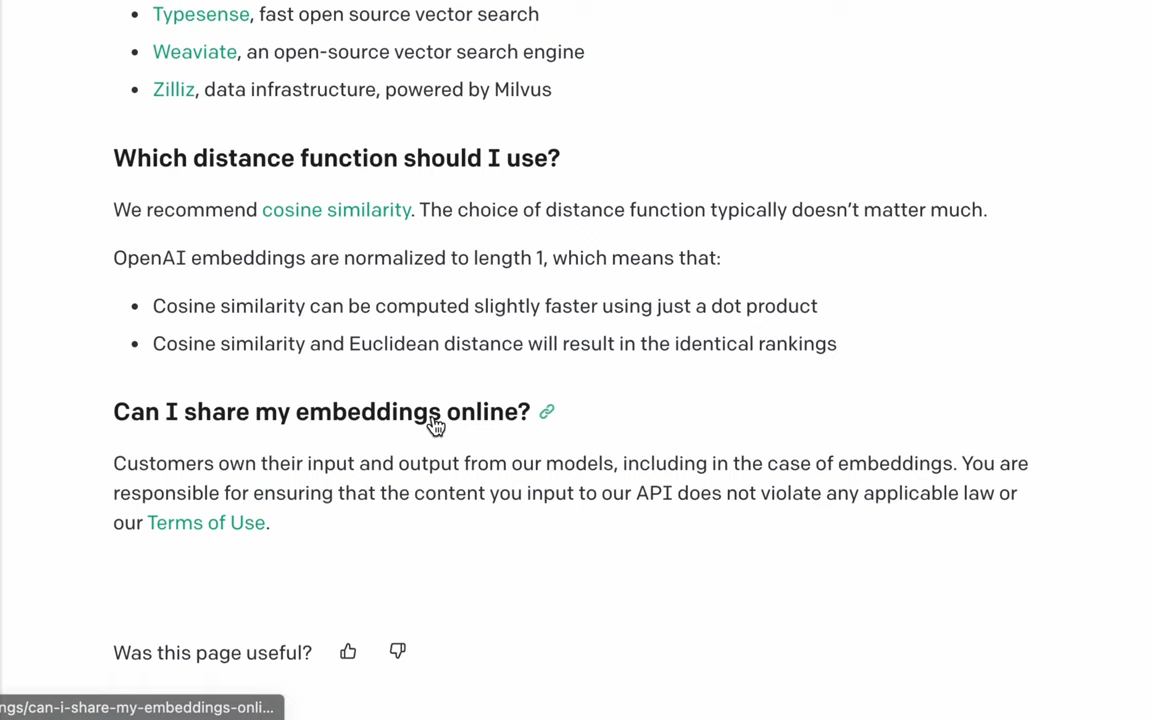 • Typesense, fast open source vector search
• Weaviate, an open-source vector search engine
• Zilliz, data infrastructure, powered by Milvus
Which distance function should I use?
We recommend cosine similarity. The choice of distance function typically doesn’t matter much.
OpenAI embeddings are normalized to length 1, which means that:
• Cosine similarity can be computed slightly faster using just a dot product
• Cosine similarity and Euclidean distance will result in the identical rankings
Can I share my embeddings online?
Customers own their input and output from our models, including in the case of embeddings. You are
responsible for ensuring that the content you input to our API does not violate any applicable law or
our Terms of Use.
Was this page useful?
ngs/can-i-share-my-embeddings-onli...